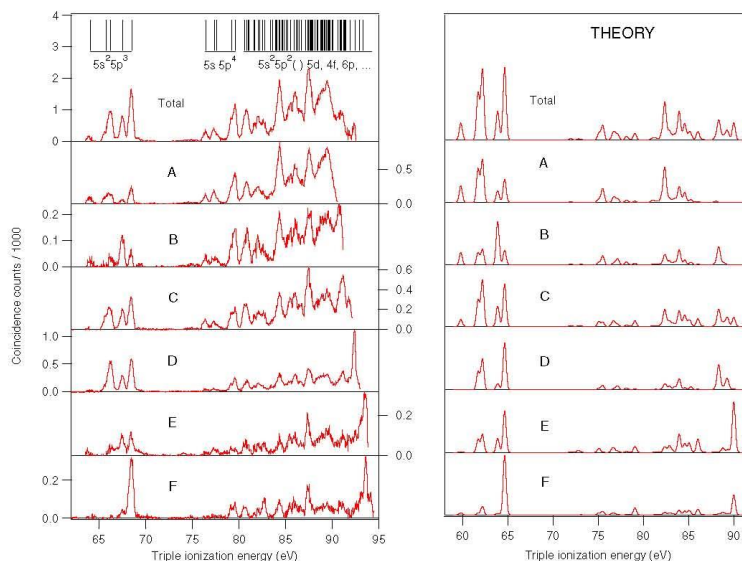 4
3
2
1
0
5s²5p³
5s 5p⁴
5s²5p²( ) 5d, 4f, 6p, ...
Total
A
0.5
0.0
0.2
0.1
0.0
B
0.6
0.4
0.2
0.0
C
1.0
0.5
0.0
D
0.2
0.0
E
0.2
0.0
F
Coincidence counts / 1000
65 70 75 80 85 90 95
Triple ionization energy (eV)
THEORY
Total
A
B
C
D
E
F
60 65 70 75 80 85 90
Triple ionization energy (eV)